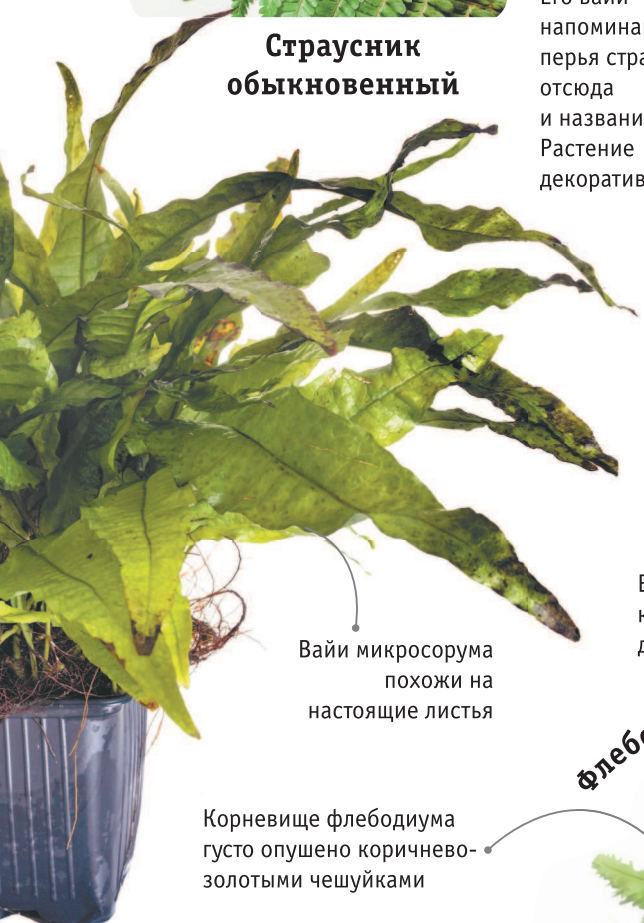 Страусник
обыкновенный
напомина
перья стра
отсюда
и названи
Растение
декоратив
Вайи микросорума
похожи на
настоящие листья
Флебо
Корневище флебодиума
густо опушено коричнево-
золотыми чешуйками